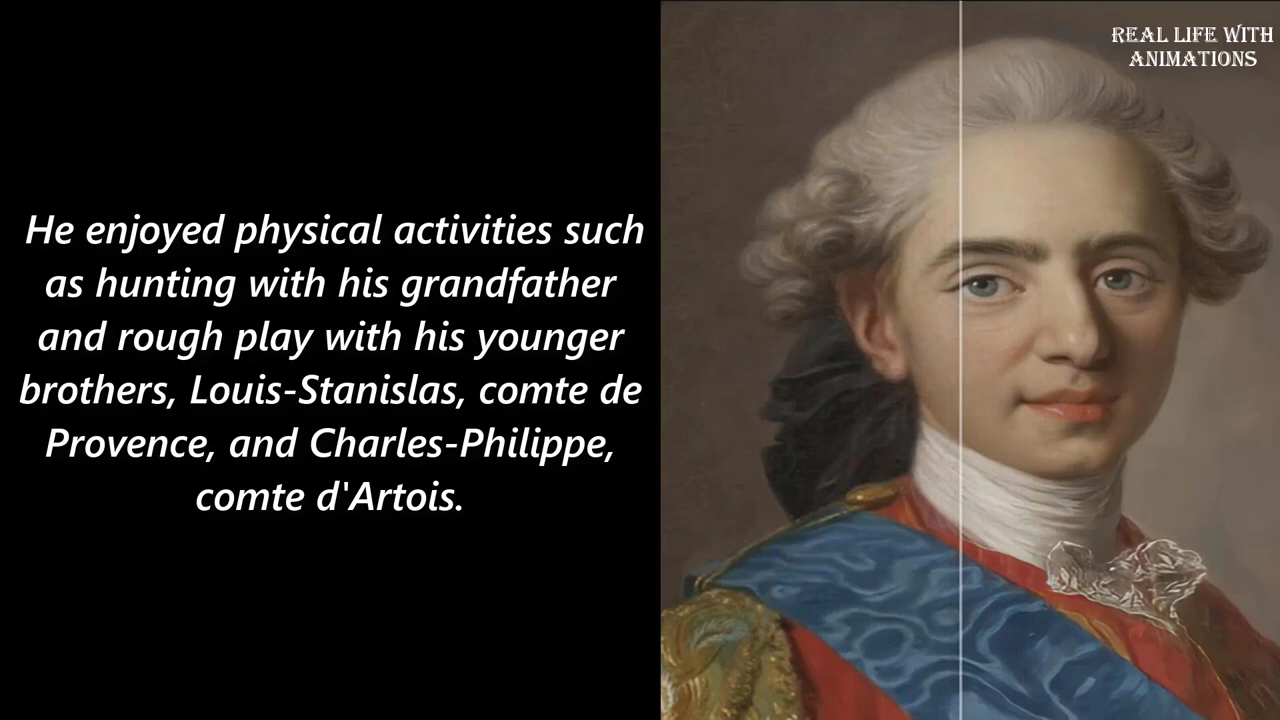 He enjoyed physical activities such
as hunting with his grandfather
and rough play with his younger
brothers, Louis-Stanislas, comte de
Provence, and Charles-Philippe,
comte d'Artois.
REAL LIFE WITH
ANIMATIONS